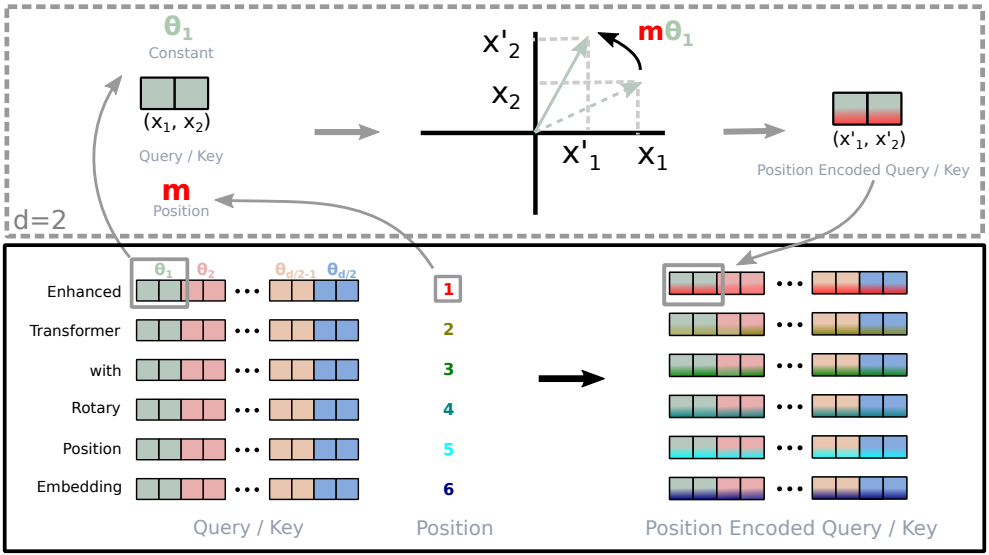 θ1
Constant
(x1, x2)
Query / Key
m
Position
d=2
x'2
x2
x'1
x1
mθ1
(x'1, x'2)
Position Encoded Query / Key
θ1 θ2 θd/2-1 θd/2
Enhanced 1
Transformer 2
with 3
Rotary 4
Position 5
Embedding 6
Query / Key Position Position Encoded Query / Key